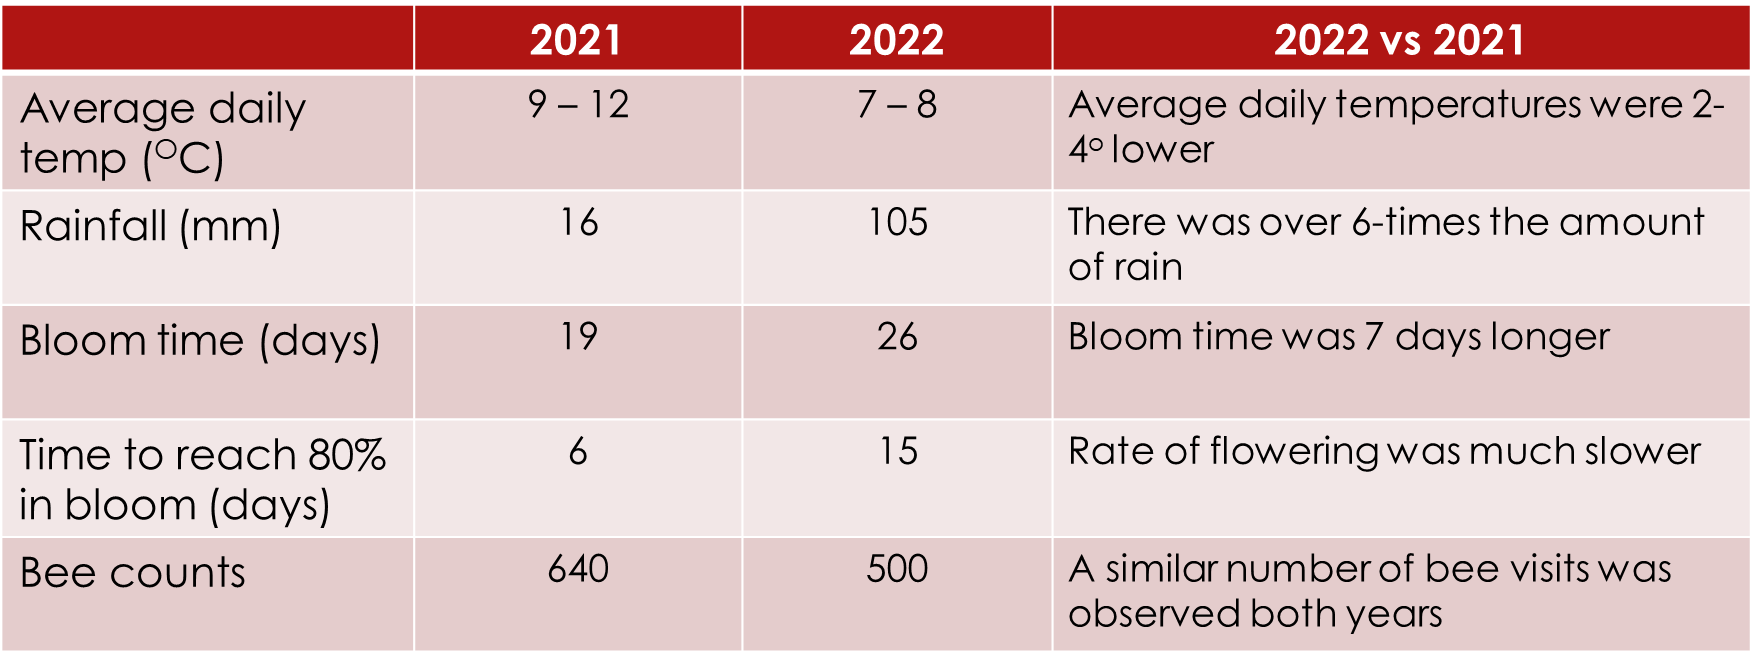 2021 2022 2022 vs 2021
Average daily temp (°C) 9 – 12 7 – 8 Average daily temperatures were 2-
4° lower
Rainfall (mm) 16 105 There was over 6-times the amount
of rain
Bloom time (days) 19 26 Bloom time was 7 days longer
Time to reach 80%
in bloom (days) 6 15 Rate of flowering was much slower
Bee counts 640 500 A similar number of bee visits was
observed both years